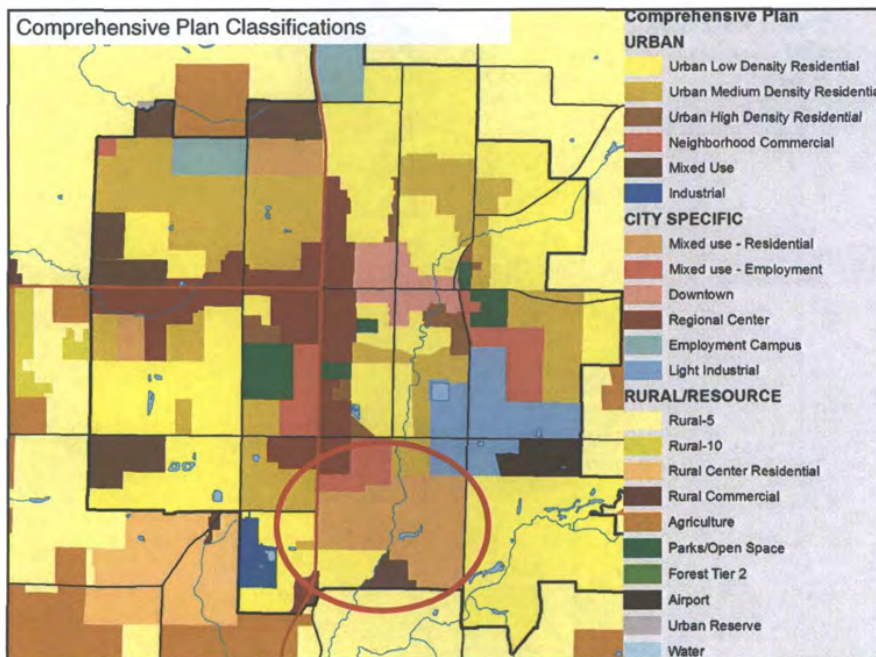 Comprehensive Plan Classifications
Comprehensive Plan
URBAN
Urban Low Density Residential
Urban Medium Density Residential
Urban High Density Residential
Neighborhood Commercial
Mixed Use
Industrial
CITY SPECIFIC
Mixed use - Residential
Mixed use - Employment
Downtown
Regional Center
Employment Campus
Light Industrial
RURAL/RESOURCE
Rural-5
Rural-10
Rural Center Residential
Rural Commercial
Agriculture
Parks/Open Space
Forest Tier 2
Airport
Urban Reserve
Water